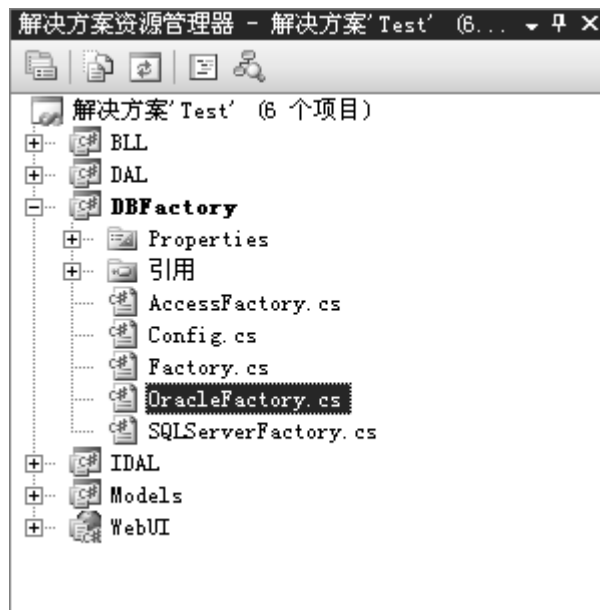 解决方案资源管理器 - 解决方案'Test' (6...
解决方案'Test' (6 个项目)
BLL
DAL
DBFactory
Properties
引用
AccessFactory.cs
Config.cs
Factory.cs
OracleFactory.cs
SQLServerFactory.cs
IDAL
Models
WebUI